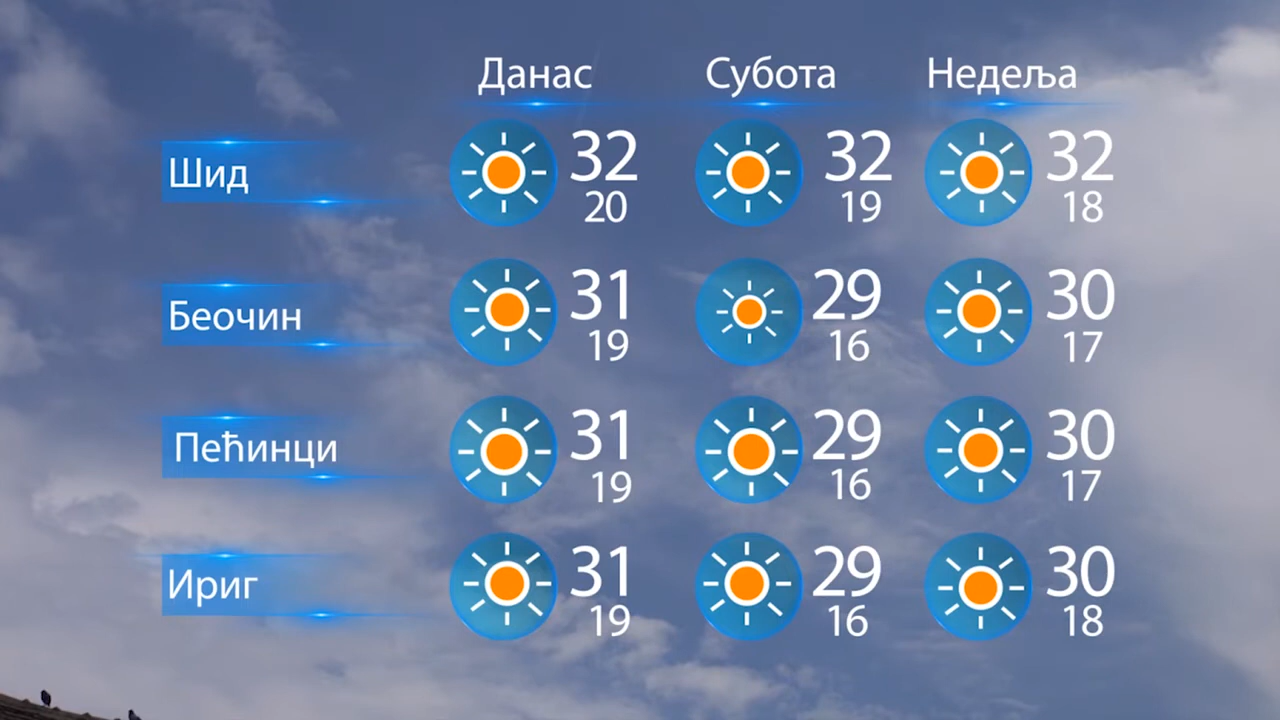 Данас Субота Недеља
Шид 32 32 32
20 19 18
Беочин 31 29 30
19 16 17
Пећинци 31 29 30
19 16 17
Ириг 31 29 30
19 16 18